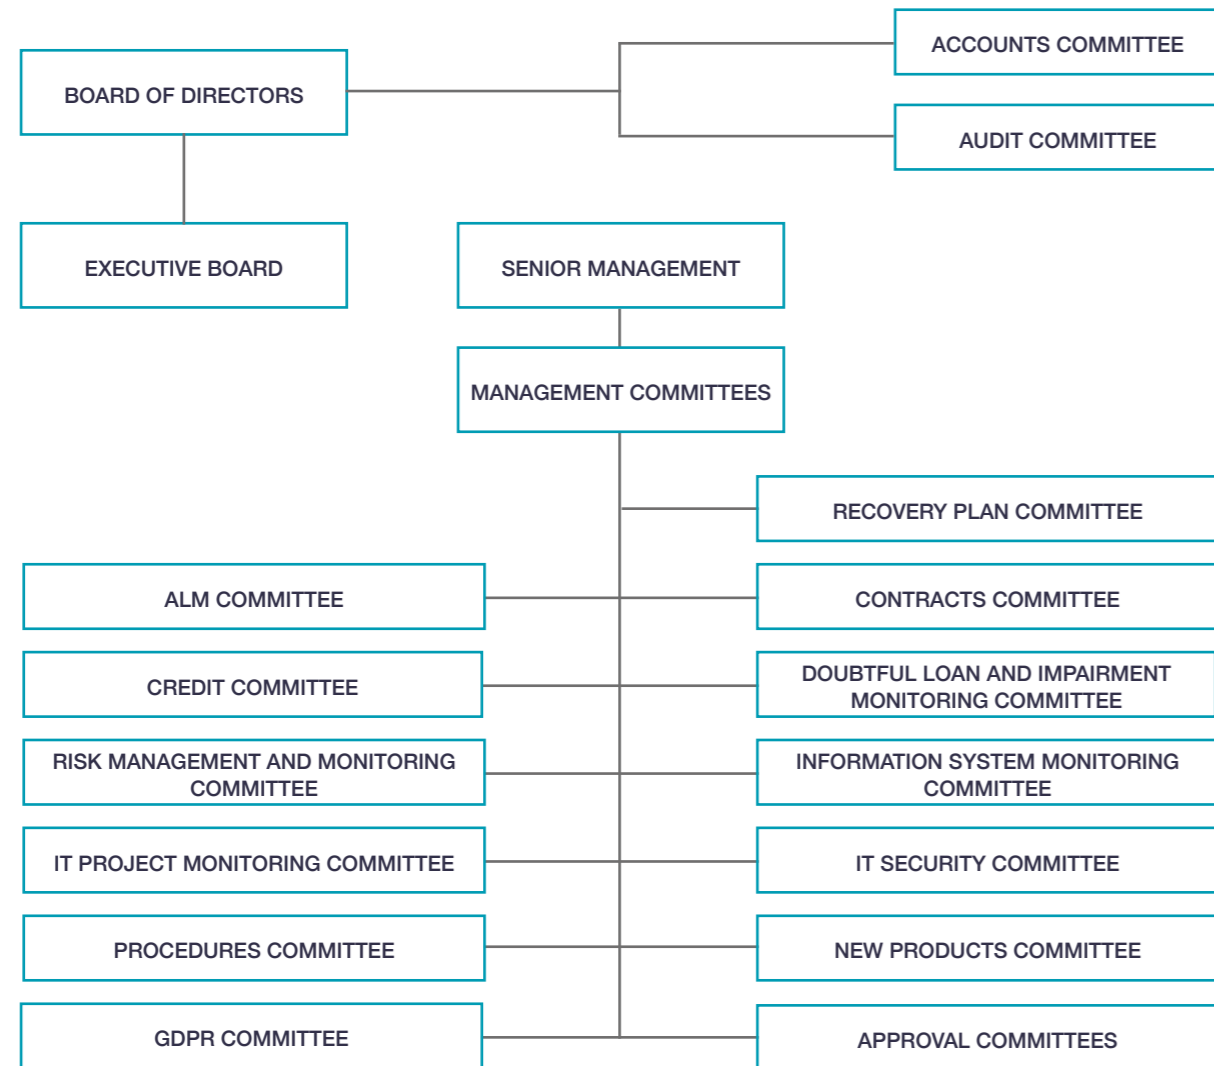 ACCOUNTS COMMITTEE
BOARD OF DIRECTORS
AUDIT COMMITTEE
EXECUTIVE BOARD
SENIOR MANAGEMENT
MANAGEMENT COMMITTEES
RECOVERY PLAN COMMITTEE
ALM COMMITTEE
CONTRACTS COMMITTEE
CREDIT COMMITTEE
DOUBTFUL LOAN AND IMPAIRMENT
MONITORING COMMITTEE
RISK MANAGEMENT AND MONITORING
COMMITTEE
INFORMATION SYSTEM MONITORING
COMMITTEE
IT PROJECT MONITORING COMMITTEE
IT SECURITY COMMITTEE
PROCEDURES COMMITTEE
NEW PRODUCTS COMMITTEE
GDPR COMMITTEE
APPROVAL COMMITTEES